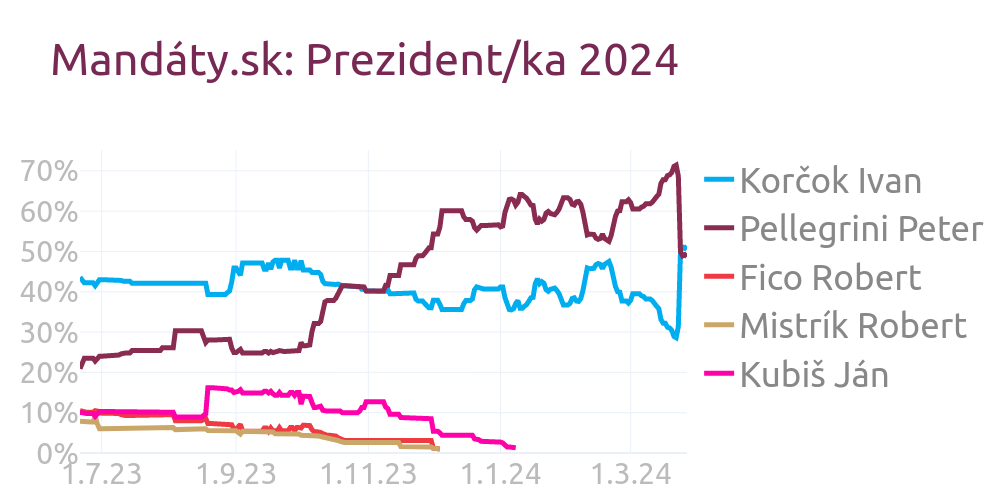 Mandáty.sk: Prezident/ka 2024
70%
60%
50%
40%
30%
20%
10%
0%
1.7.23 1.9.23 1.11.23 1.1.24 1.3.24
Korčok Ivan
Pellegrini Peter
Fico Robert
Mistrík Robert
Kubiš Ján